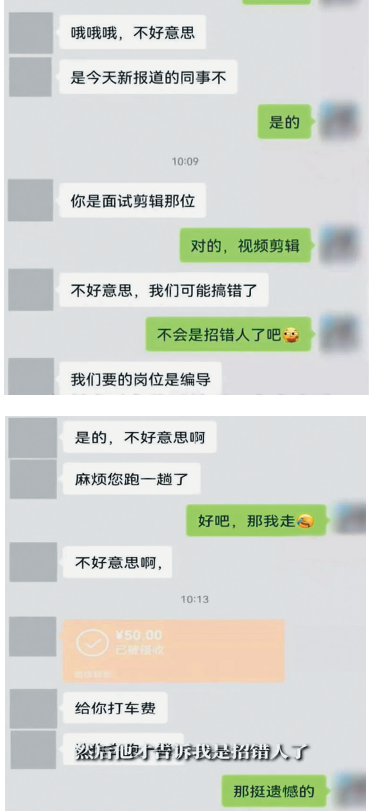 哦哦哦，不好意思
是今天新报道的同事不
是的
10:09
你是面试剪辑那位
对的，视频剪辑
不好意思，我们可能搞错了
不会是招错人了吧
我们要的岗位是编导
是的，不好意思啊
麻烦您跑一趟了
好吧，那我走
不好意思啊，
10:13
¥50.00
已被接收
给你打车费
然后他才告诉我是招错人了
那挺遗憾的